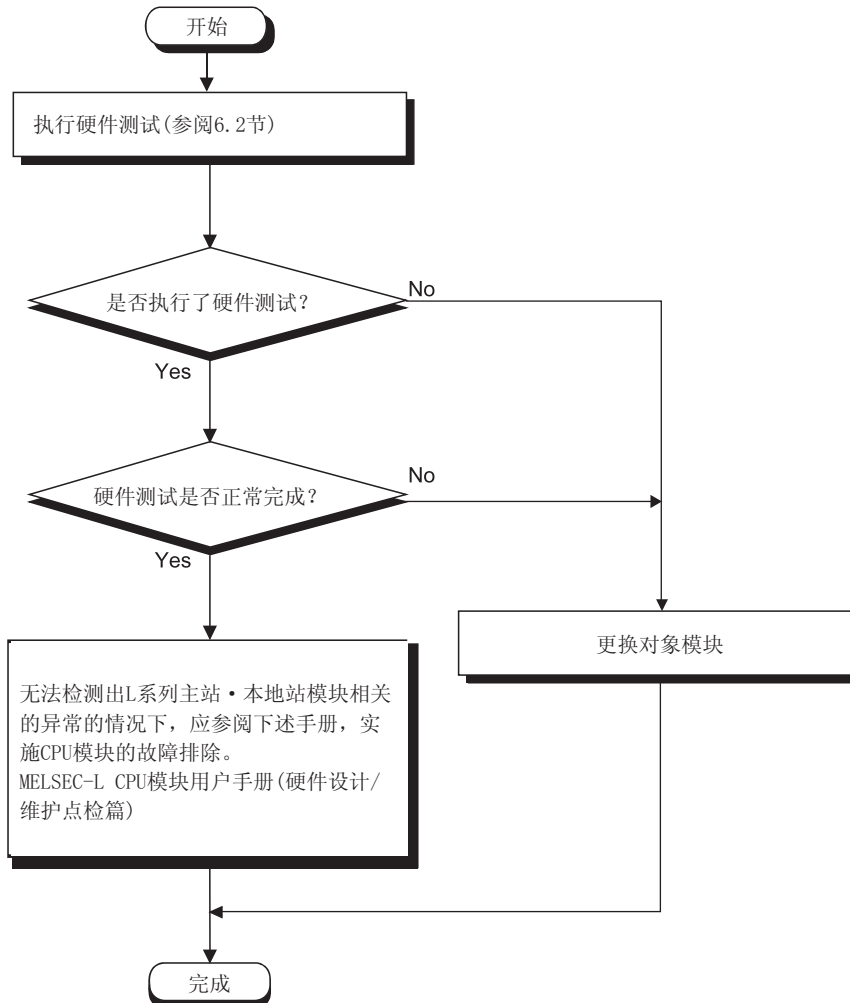 开始
执行硬件测试(参阅6.2节)
是否执行了硬件测试?
No
Yes
硬件测试是否正常完成?
No
Yes
无法检测出L系列主站·本地站模块相关
的异常的情况下，应参阅下述手册，实
施CPU模块的故障排除。
MELSEC-L CPU模块用户手册(硬件设计/
维护点检篇)
更换对象模块
完成